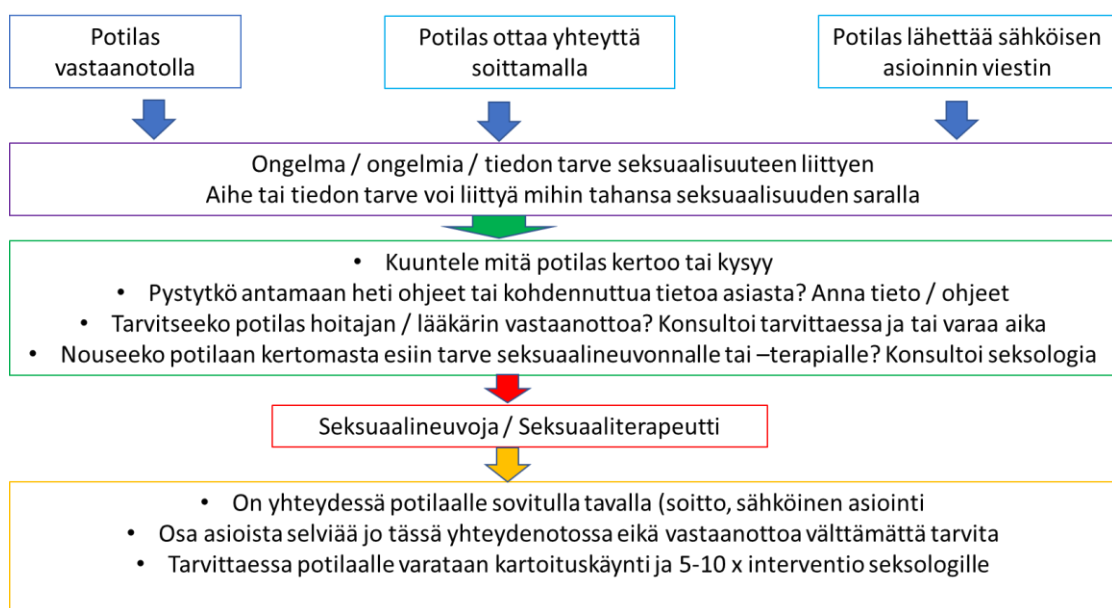 Potilas
vastaanotolla
Potilas ottaa yhteyttä
soittamalla
Potilas lähettää sähköisen
asioinnin viestin
Ongelma / ongelmia / tiedon tarve seksuaalisuuteen liittyen
Aihe tai tiedon tarve voi liittyä mihin tahansa seksuaalisuuden saralla
• Kuuntele mitä potilas kertoo tai kysyy
• Pystytkö antamaan heti ohjeet tai kohdennuttua tietoa asiasta? Anna tieto / ohjeet
• Tarvitseeko potilas hoitajan / lääkärin vastaanottoa? Konsultoi tarvittaessa ja tai varaa aika
• Nouseeko potilaan kertomasta esiin tarve seksuaalineuvonnalle tai –terapialle? Konsultoi seksologia
Seksuaalineuvoja / Seksuaaliterapeutti
• On yhteydessä potilaalle sovitulla tavalla (soitto, sähköinen asiointi
• Osa asioista selviää jo tässä yhteydenotossa eikä vastaanottoa välttämättä tarvita
• Tarvittaessa potilaalle varataan kartoituskäynti ja 5-10 x interventio seksologille